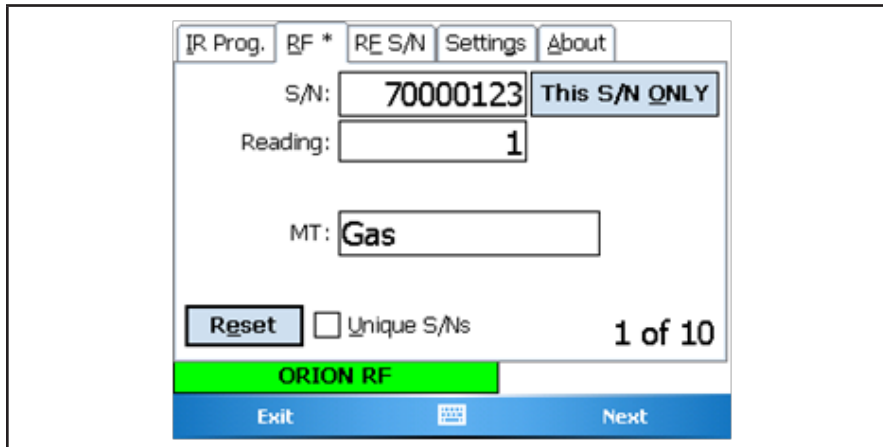 IR Prog. RF * RF S/N Settings About
S/N: 70000123 This S/N ONLY
Reading: 1
MT: Gas
Reset Unique S/Ns 1 of 10
ORION RF
Exit Next